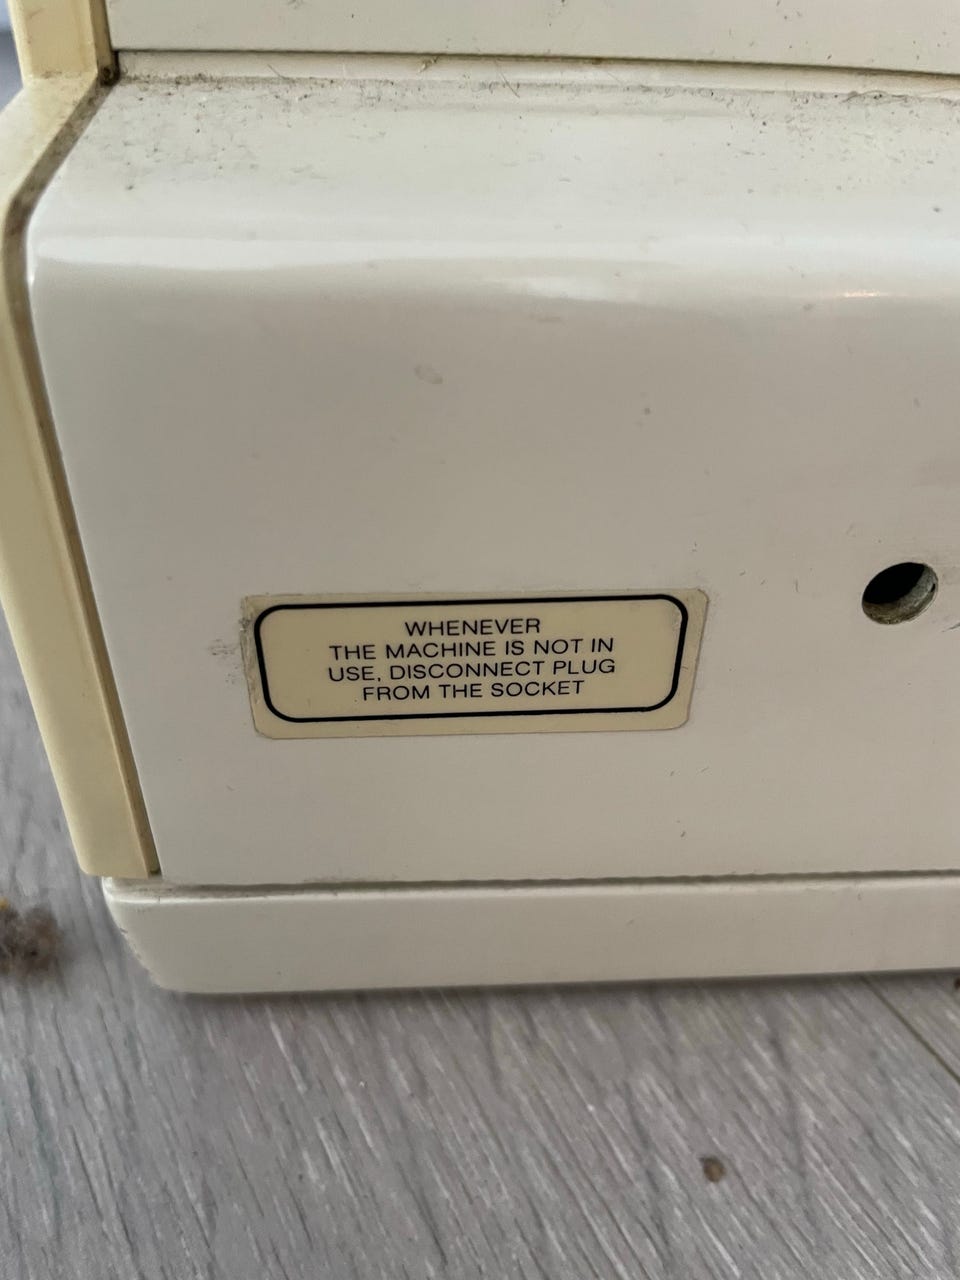 WHENEVER
THE MACHINE IS NOT IN
USE, DISCONNECT PLUG
FROM THE SOCKET